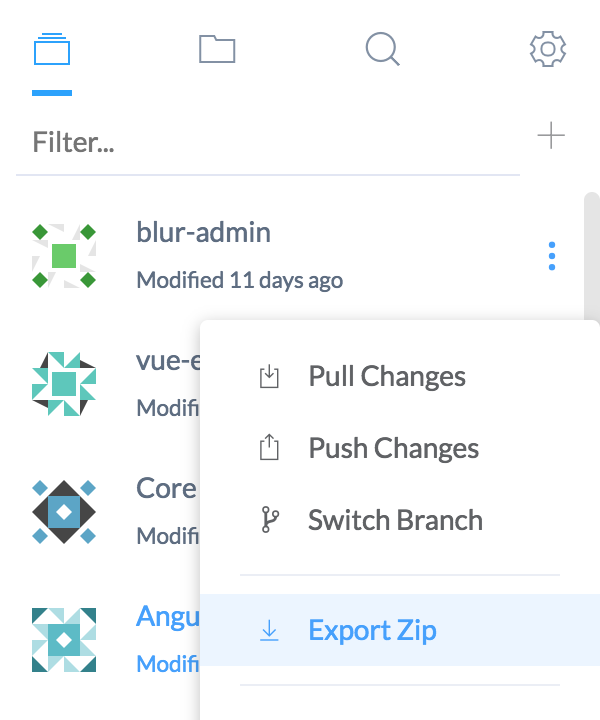 Filter...
blur-admin
Modified 11 days ago
vue-e
Modifi
Pull Changes
Push Changes
Core
Switch Branch
Modifi
Angu
Export Zip
Modifi